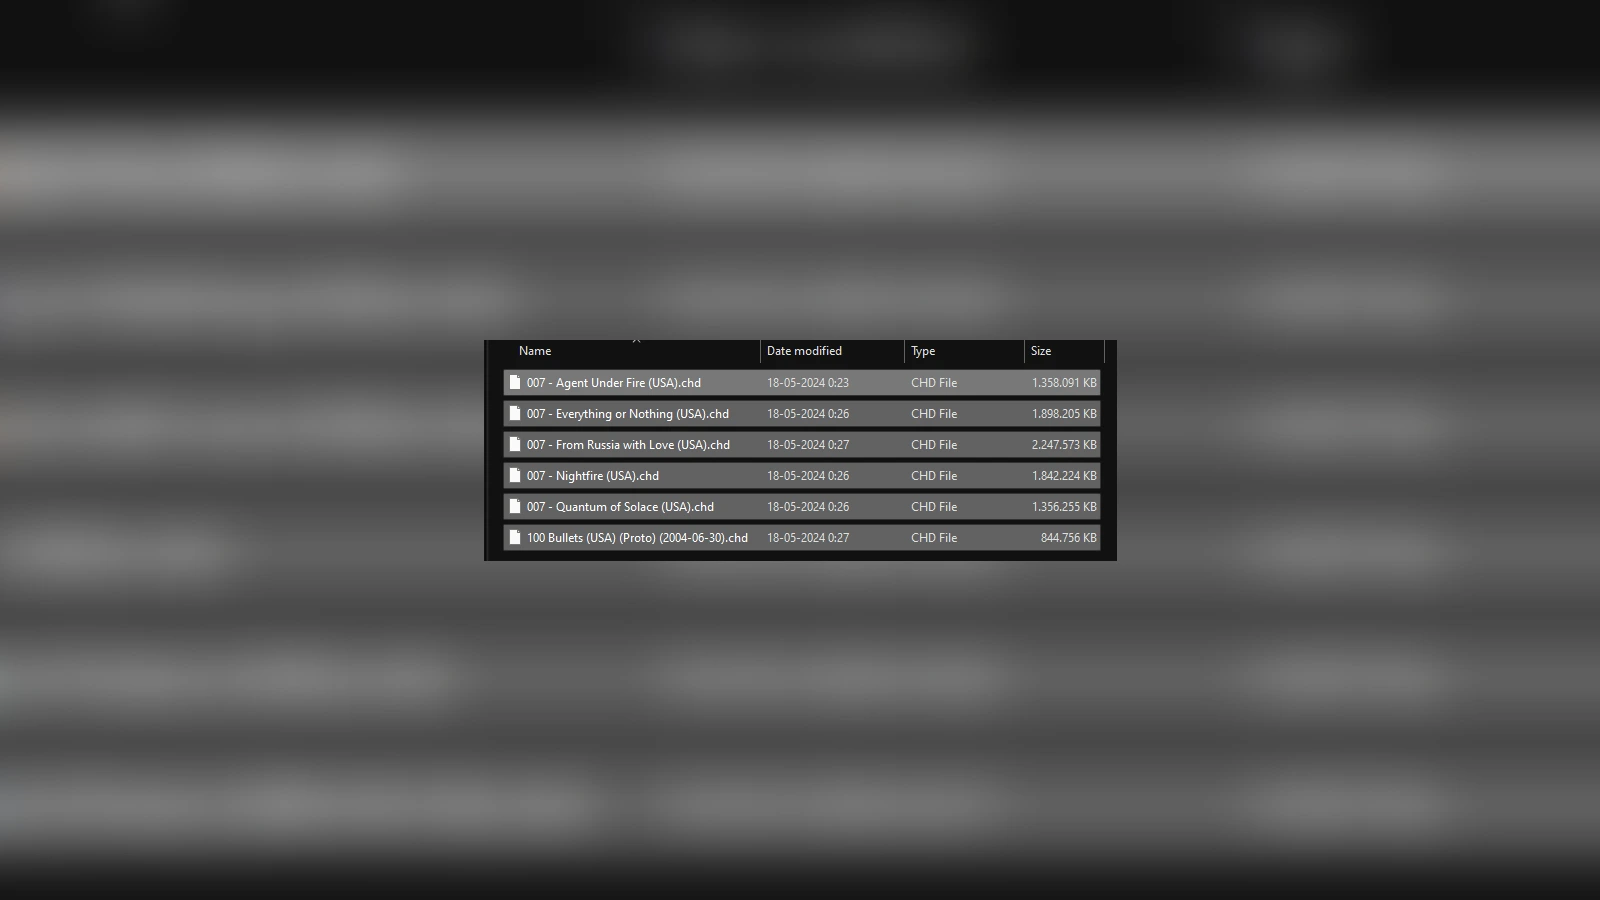 Name Date modified Type Size
007 - Agent Under Fire (USA).chd 18-05-2024 0:23 CHD File 1.358.091 KB
007 - Everything or Nothing (USA).chd 18-05-2024 0:26 CHD File 1.898.205 KB
007 - From Russia with Love (USA).chd 18-05-2024 0:27 CHD File 2.247.573 KB
007 - Nightfire (USA).chd 18-05-2024 0:26 CHD File 1.842.224 KB
007 - Quantum of Solace (USA).chd 18-05-2024 0:26 CHD File 1.356.255 KB
100 Bullets (USA) (Proto) (2004-06-30).chd 18-05-2024 0:27 CHD File 844.756 KB